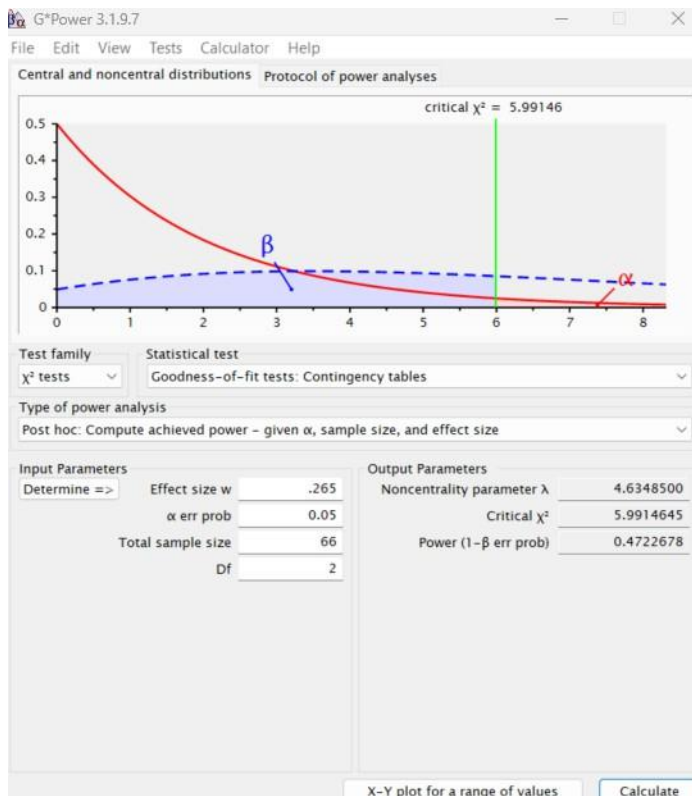 G*Power 3.1.9.7
File Edit View Tests Calculator Help
Central and noncentral distributions Protocol of power analyses
critical χ² = 5.99146
0.5
0.4
0.3
0.2
0.1
0
β
α
0 1 2 3 4 5 6 7 8
Test family Statistical test
χ² tests Goodness-of-fit tests: Contingency tables
Type of power analysis
Post hoc: Compute achieved power – given α, sample size, and effect size
Input Parameters Output Parameters
Determine => Effect size w .265 Noncentrality parameter λ 4.6348500
α err prob 0.05 Critical χ² 5.9914645
Total sample size 66 Power (1-β err prob) 0.4722678
Df 2
X-Y plot for a range of values Calculate